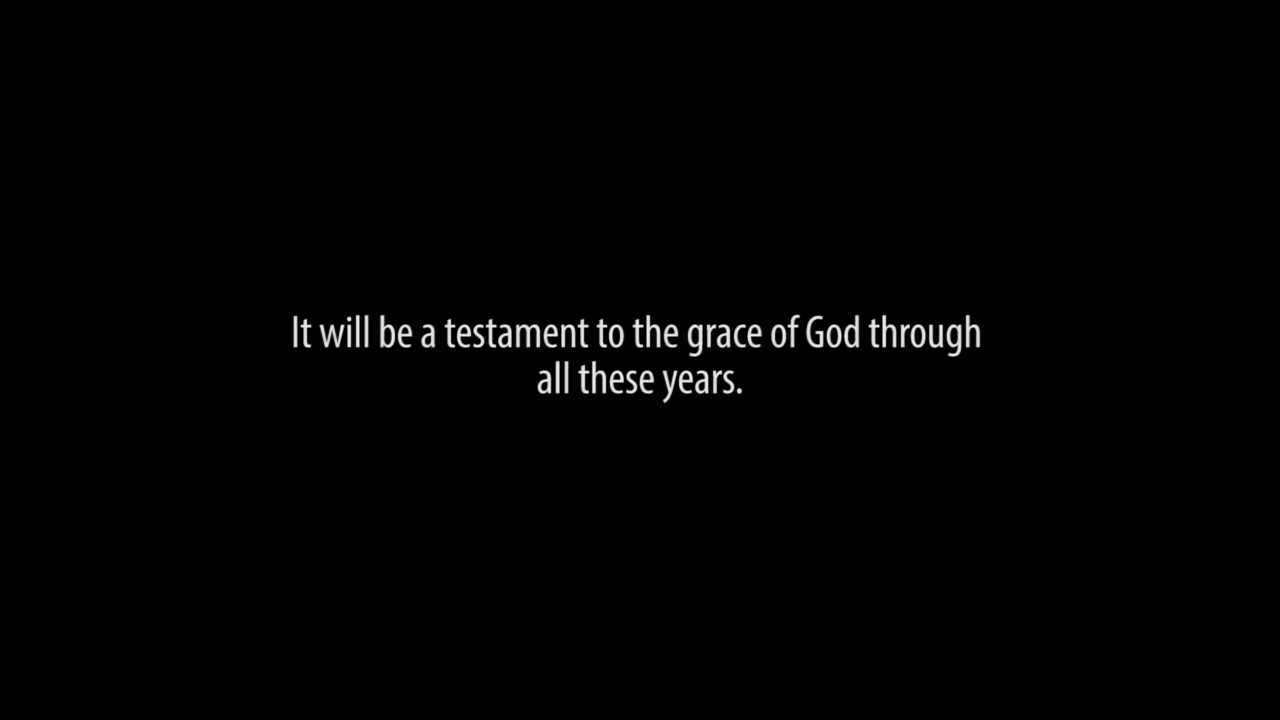 It will be a testament to the grace of God through
all these years.